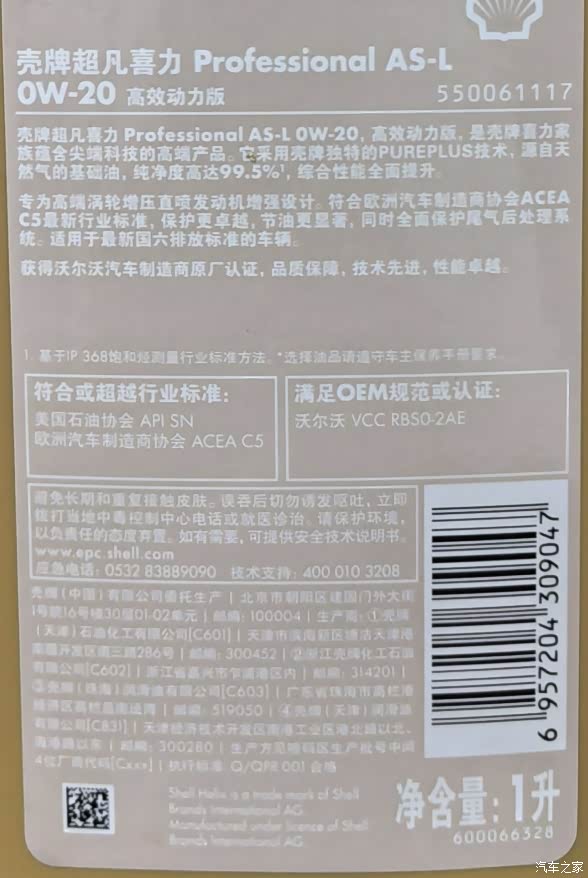 壳牌超凡喜力 Professional AS-L
0W-20 高效动力版
550061117
壳牌超凡喜力 Professional AS-L 0W-20，高效动力版，是壳牌喜力家
族蕴含尖端科技的高端产品。它采用壳牌独特的PUREPLUS技术，源自天
然气的基础油，纯净度高达99.5%¹，综合性能全面提升。
专为高端涡轮增压直喷发动机增强设计。符合欧洲汽车制造商协会ACEA
C5最新行业标准，保护更卓越，节油更显著，同时全面保护尾气后处理系
统。适用于最新国六排放标准的车辆。
获得沃尔沃汽车制造商原厂认证，品质保障，技术先进，性能卓越。
1. 基于IP 368饱和烃测量行业标准方法。*选择油品请遵守车主保养手册要求。
符合或超越行业标准：
美国石油协会 API SN
欧洲汽车制造商协会 ACEA C5
满足OEM规范或认证：
沃尔沃 VCC RBS0-2AE
避免长期和重复接触皮肤。误吞后切勿诱发呕吐，立即
拨打当地中毒控制中心电话或就医诊治。请保护环境，
以负责任的态度弃置。如有需要，可提供安全技术说明书。
www.epc.shell.com
应急电话：0532 83889090 技术支持：400 010 3208
壳牌（中国）有限公司委托生产 | 北京市朝阳区建国门外大街
1号院16号楼30层01-02单元 | 邮编：100004 | 生产商：①壳牌
（天津）石油化工有限公司[C601] | 天津市滨海新区塘沽天津港
南疆开发区南三路286号 | 邮编：300452 | ②浙江壳牌化工石油
有限公司[C602] | 浙江省嘉兴市乍浦港区内 | 邮编：314201 |
③壳牌（珠海）润滑油有限公司[C603] | 广东省珠海市高栏港
经济区高栏岛南迳湾 | 邮编：519050 | ④壳牌（天津）润滑油
有限公司[C831] | 天津经济技术开发区南港工业区港北路以北、
海港路以东 | 邮编：300280 | 生产方见喷码区生产批号中间
4位厂商代码[Cxxx] | 执行标准 Q/QPR 001 合格
6 957204 309047
Shell Helix is a trade mark of Shell
Brands International AG.
Manufactured under licence of Shell
Brands International AG.
净含量：1升
600066328
汽车之家